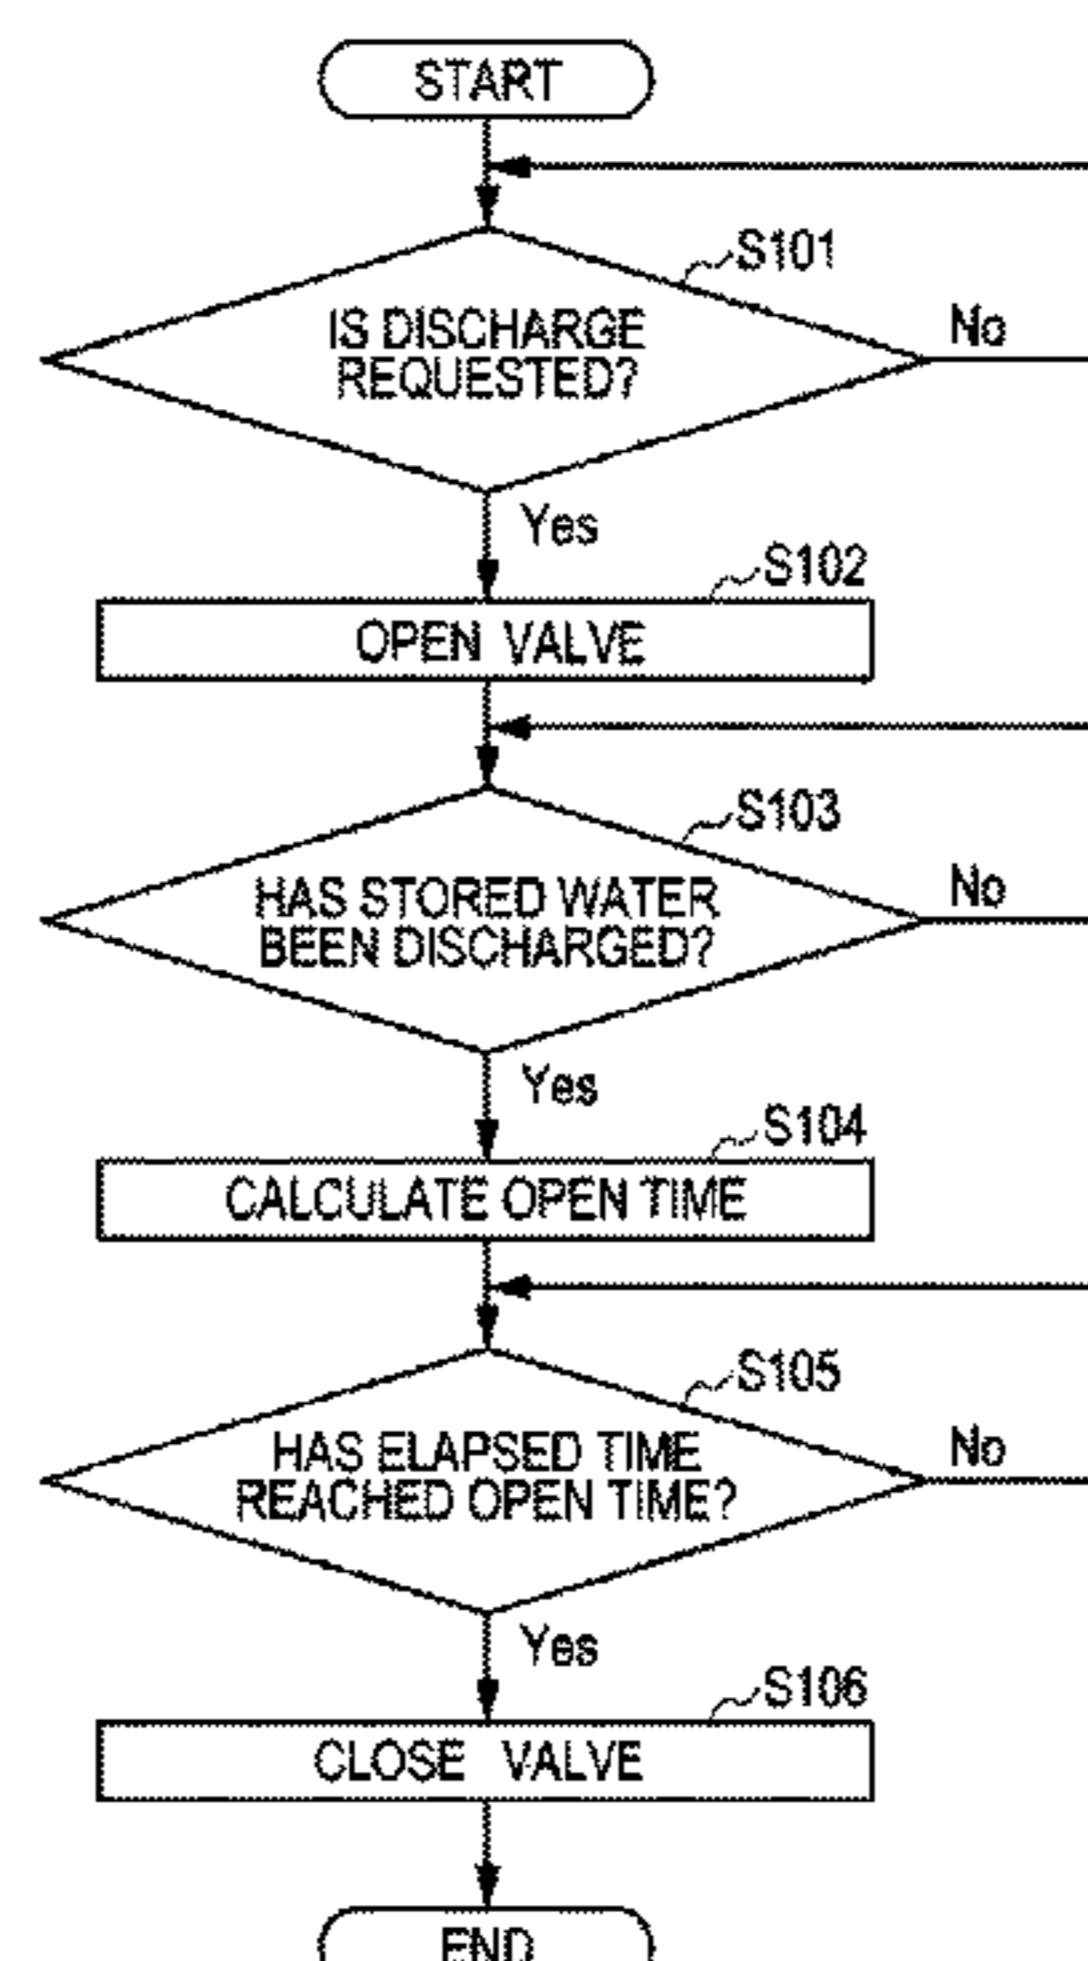 START
S101
IS DISCHARGE
REQUESTED?
No
Yes
S102
OPEN VALVE
S103
HAS STORED WATER
BEEN DISCHARGED?
No
Yes
S104
CALCULATE OPEN TIME
S105
HAS ELAPSED TIME
REACHED OPEN TIME?
No
Yes
S106
CLOSE VALVE
END